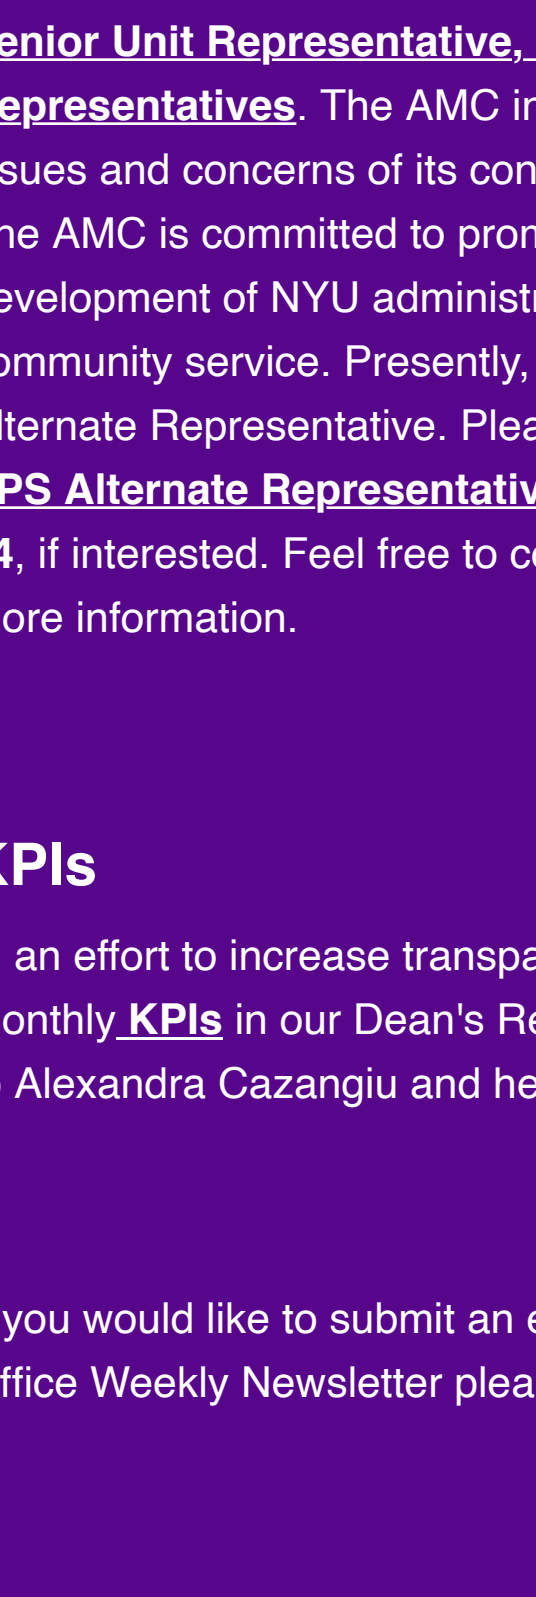 enior Unit Representative,
epresentatives. The AMC in
sues and concerns of its con
he AMC is committed to pron
evelopment of NYU administr
ommunity service. Presently,
lternate Representative. Plea
PS Alternate Representativ
4, if interested. Feel free to co
ore information.
KPIs
an effort to increase transpa
onthly KPIs in our Dean's Re
Alexandra Cazangiu and he
you would like to submit an e
ffice Weekly Newsletter plea